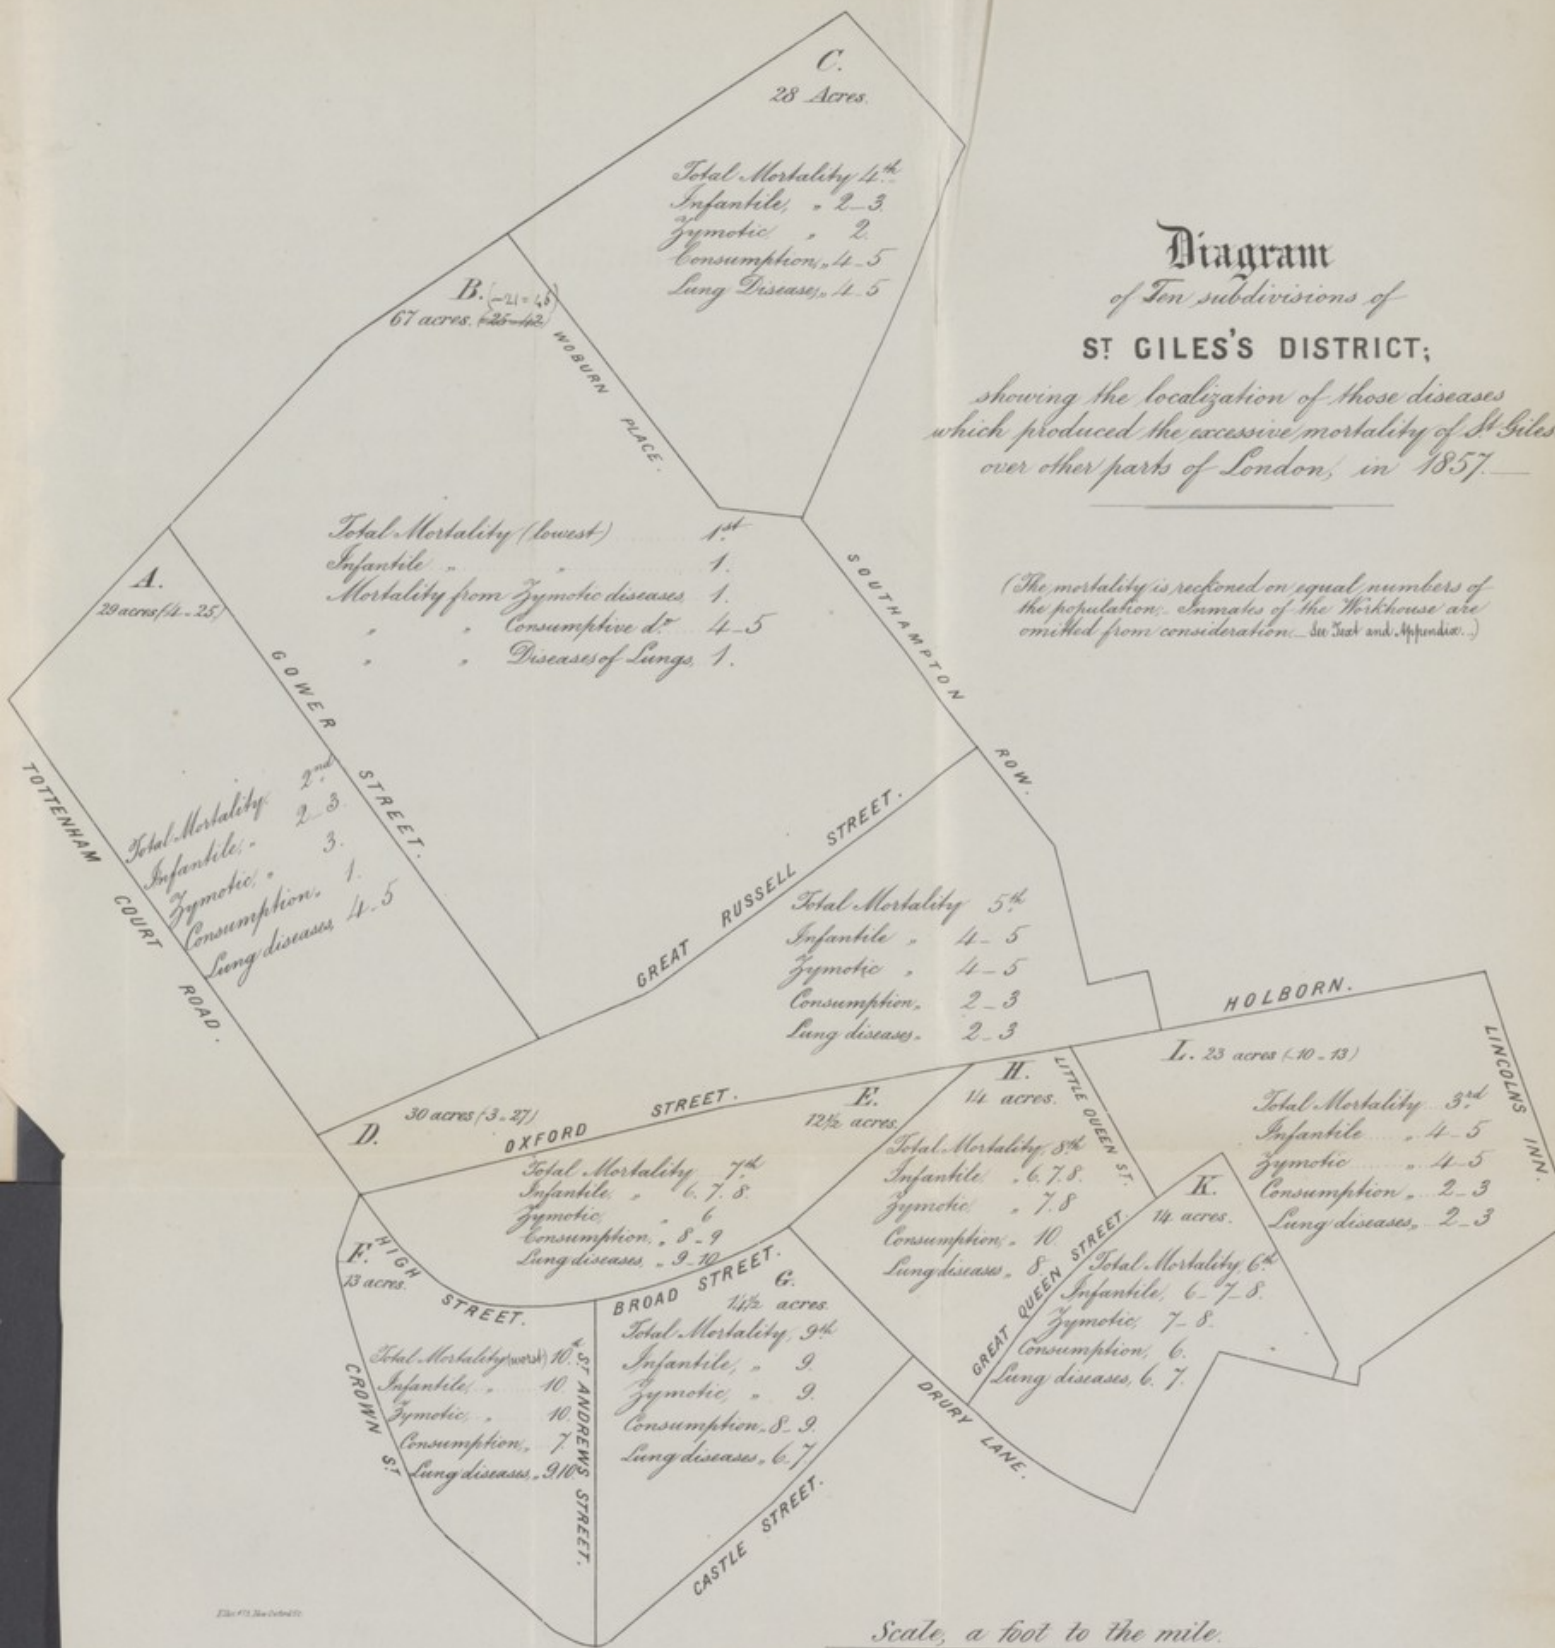 C.
28 Acres.
Total Mortality 4th
Infantile, „ 2–3.
Zymotic „ 2.
Consumption, „ 4–5
Lung Diseases, „ 4–5
Diagram
of Ten subdivisions of
ST GILES'S DISTRICT;
showing the localization of those diseases
which produced the excessive mortality of St Giles
over other parts of London, in 1857.
(The mortality is reckoned on equal numbers of
the population. Inmates of the Workhouse are
omitted from consideration. See Text and Appendix.)
B. (–21=46)
67 acres. (–25=42)
WOBURN PLACE.
Total Mortality (lowest) 1st
Infantile „ „ 1.
Mortality from Zymotic diseases, 1.
„ „ Consumptive do. 4–5
„ „ Diseases of Lungs, 1.
A.
29 acres (4–25)
GOWER STREET.
TOTTENHAM COURT ROAD.
Total Mortality, 2nd
Infantile, „ 2–3.
Zymotic, „ 3.
Consumption, „ 1.
Lung diseases, 4–5
SOUTHAMPTON ROW.
GREAT RUSSELL STREET.
Total Mortality 5th
Infantile „ 4–5
Zymotic „ 4–5
Consumption „ 2–3
Lung diseases „ 2–3
D.
30 acres (–3=27)
OXFORD STREET.
HOLBORN.
LINCOLNS INN.
L. 23 acres (–10=13)
Total Mortality 3rd
Infantile „ 4–5
Zymotic „ 4–5
Consumption „ 2–3
Lung diseases, „ 2–3
E.
12½ acres.
Total Mortality 7th
Infantile, „ 6. 7. 8.
Zymotic, „ 6
Consumption, „ 8–9
Lung diseases, „ 9–10
H.
14 acres.
LITTLE QUEEN ST.
Total Mortality, 8th
Infantile, „ 6. 7. 8.
Zymotic, „ 7. 8
Consumption, „ 10.
Lung diseases „ 8.
K.
14 acres.
GREAT QUEEN STREET.
Total Mortality, 6th
Infantile, 6–7–8.
Zymotic, 7–8.
Consumption, 6.
Lung diseases, 6. 7.
F.
13 acres.
HIGH STREET.
BROAD STREET.
CROWN ST
Total Mortality (worst) 10th
Infantile, „ 10.
Zymotic, „ 10.
Consumption, „ 7.
Lung diseases, „ 9.10
ST ANDREWS STREET.
G.
14½ acres.
Total Mortality, 9th
Infantile, „ 9.
Zymotic, „ 9.
Consumption, „ 8–9.
Lung diseases, „ 6–7.
DRURY LANE.
CASTLE STREET.
Scale, a foot to the mile.